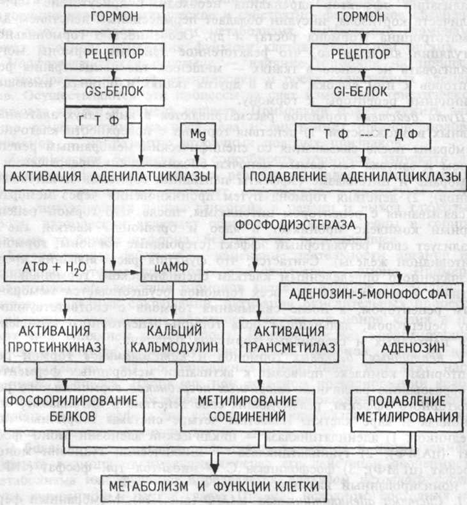 ГОРМОН ГОРМОН
РЕЦЕПТОР РЕЦЕПТОР
GS-БЕЛОК GI-БЕЛОК
Г Т Ф Mg Г Т Ф Г Д Ф
АКТИВАЦИЯ АДЕНИЛАТЦИКЛАЗЫ ПОДАВЛЕНИЕ АДЕНИЛАТЦИКЛАЗЫ
ФОСФОДИЭСТЕРАЗА
АТФ + H₂O цАМФ
АДЕНОЗИН-5-МОНОФОСФАТ
АКТИВАЦИЯ КАЛЬЦИЙ АКТИВАЦИЯ АДЕНОЗИН
ПРОТЕИНКИНАЗ КАЛЬМОДУЛИН ТРАНСМЕТИЛАЗ
ФОСФОРИЛИРОВАНИЕ МЕТИЛИРОВАНИЕ ПОДАВЛЕНИЕ
БЕЛКОВ СОЕДИНЕНИЙ МЕТИЛИРОВАНИЯ
МЕТАБОЛИЗМ И ФУНКЦИИ КЛЕТКИ